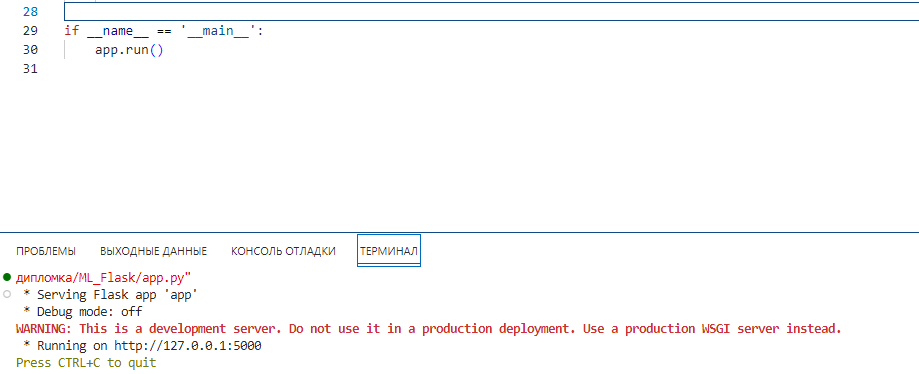 28
29 if __name__ == '__main__':
30 app.run()
31
ПРОБЛЕМЫ ВЫХОДНЫЕ ДАННЫЕ КОНСОЛЬ ОТЛАДКИ ТЕРМИНАЛ
дипломка/ML_Flask/app.py"
* Serving Flask app 'app'
* Debug mode: off
WARNING: This is a development server. Do not use it in a production deployment. Use a production WSGI server instead.
* Running on http://127.0.0.1:5000
Press CTRL+C to quit